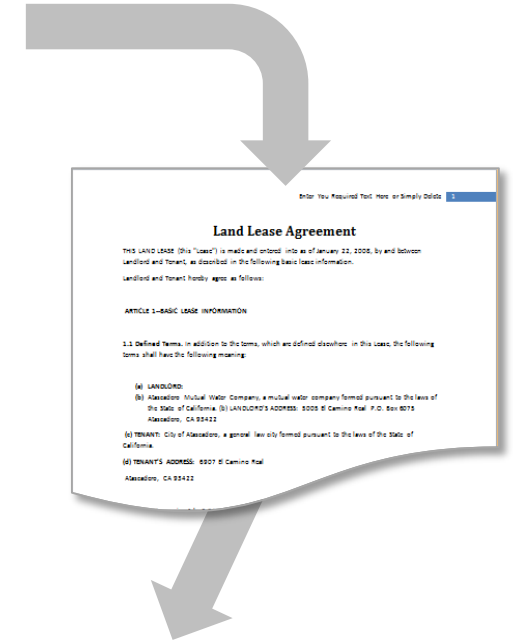 Enter You Required Text Here or Simply Delete 1
Land Lease Agreement
THIS LAND LEASE (this "Lease") is made and entered into as of January 22, 2008, by and between
Landlord and Tenant, as described in the following basic lease information.
Landlord and Tenant hereby agree as follows:
ARTICLE 1--BASIC LEASE INFORMATION
1.1 Defined Terms. In addition to the terms, which are defined elsewhere in this Lease, the following
terms shall have the following meaning:
(a) LANDLORD:
(b) Atascadero Mutual Water Company, a mutual water company formed pursuant to the laws of
the State of California. (b) LANDLORD'S ADDRESS: 5005 El Camino Real P.O. Box 6075
Atascadero, CA 93422
(c) TENANT: City of Atascadero, a general law city formed pursuant to the laws of the State of
California.
(d) TENANT'S ADDRESS: 6907 El Camino Real
Atascadero, CA 93422